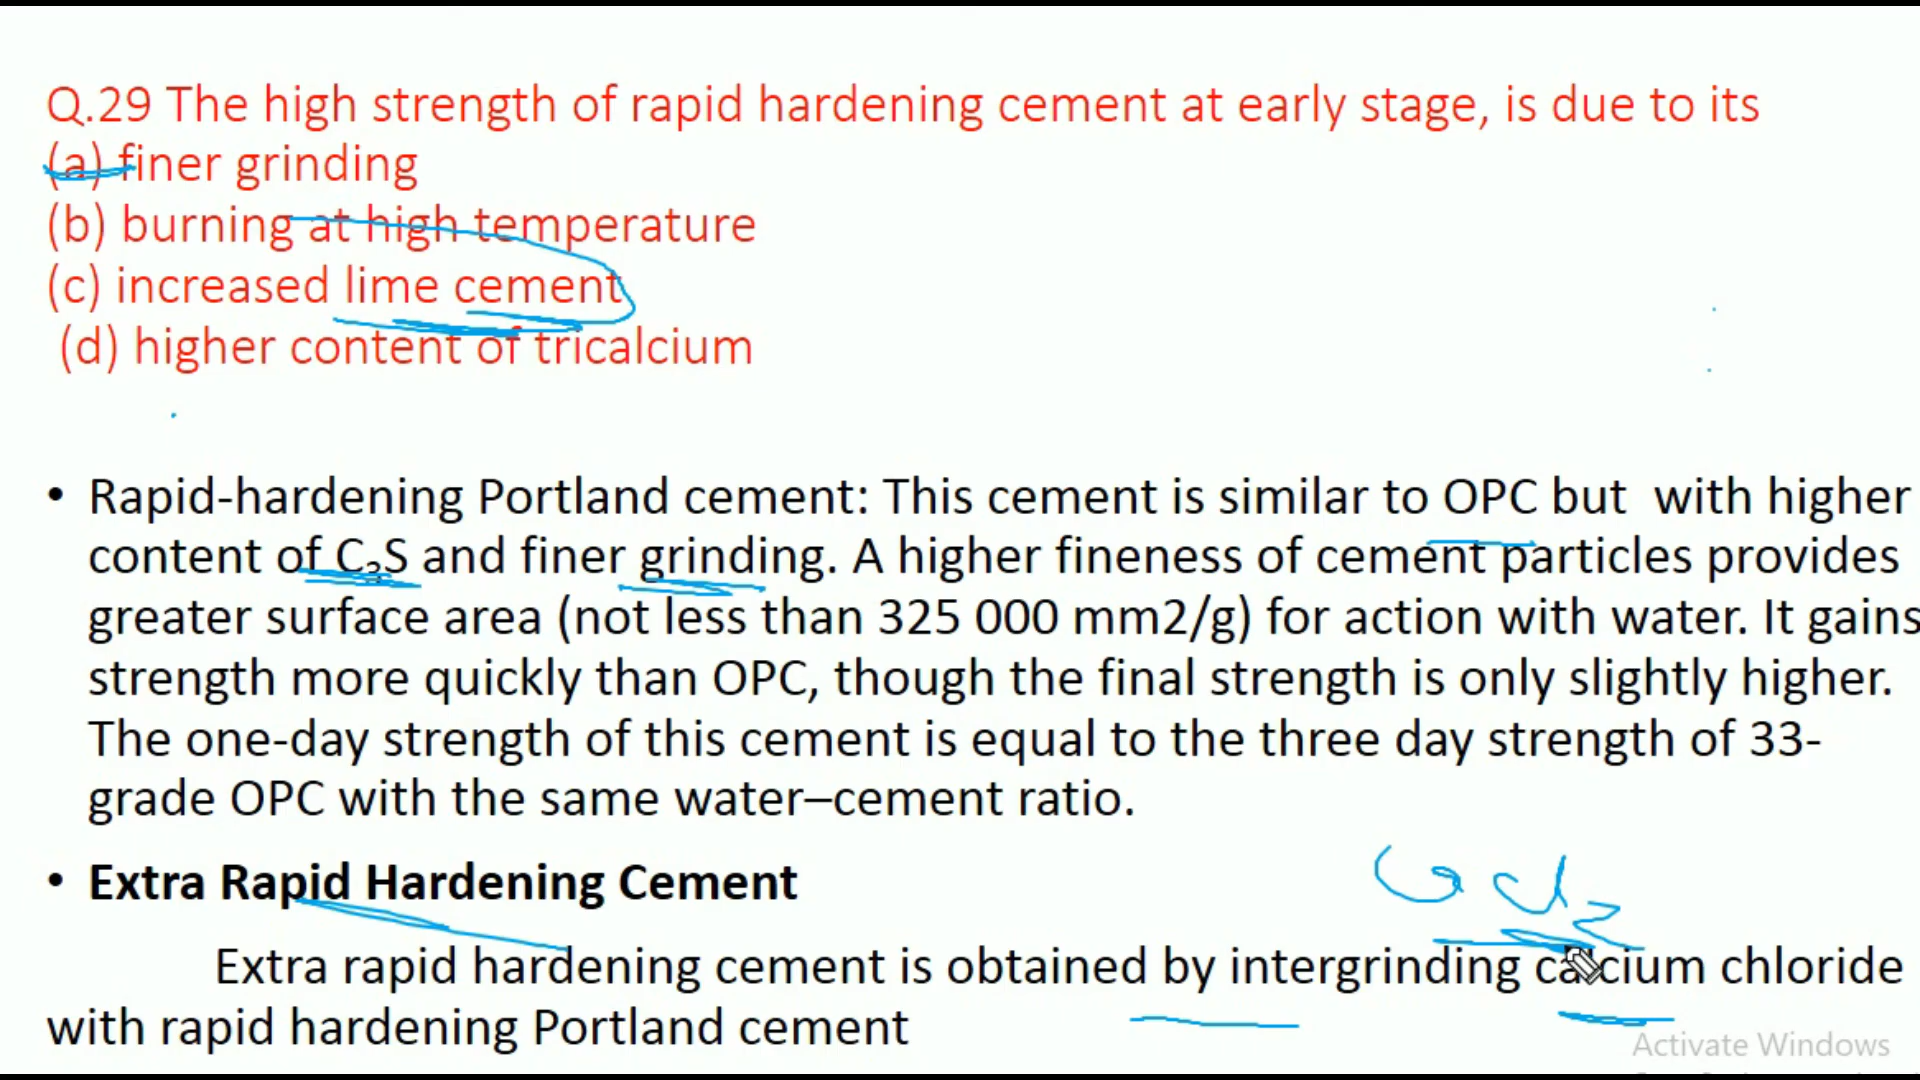 Q.29 The high strength of rapid hardening cement at early stage, is due to its
(a) finer grinding
(b) burning at high temperature
(c) increased lime cement
(d) higher content of tricalcium
• Rapid-hardening Portland cement: This cement is similar to OPC but with higher
content of C₃S and finer grinding. A higher fineness of cement particles provides
greater surface area (not less than 325 000 mm2/g) for action with water. It gains
strength more quickly than OPC, though the final strength is only slightly higher.
The one-day strength of this cement is equal to the three day strength of 33-
grade OPC with the same water–cement ratio.
• Extra Rapid Hardening Cement
CaCl₂
Extra rapid hardening cement is obtained by intergrinding calcium chloride
with rapid hardening Portland cement
Activate Windows